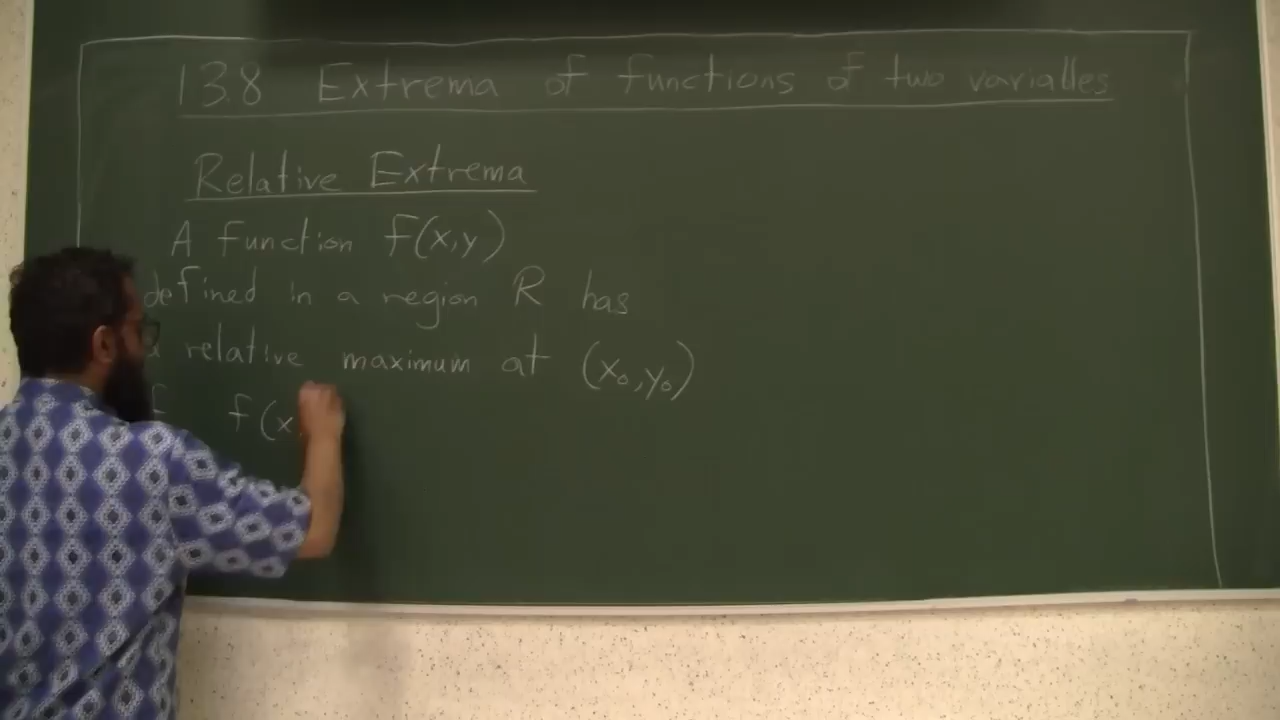 13.8 Extrema of functions of two variables
Relative Extrema
A function f(x,y)
defined in a region R has
a relative maximum at (x₀,y₀)
f f(x,